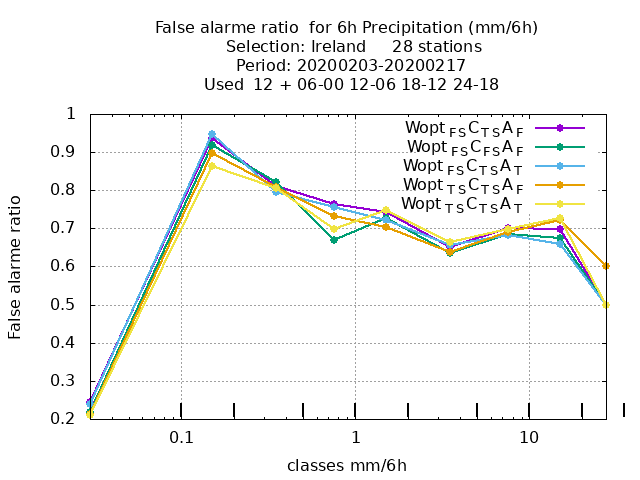 False alarme ratio  for 6h Precipitation (mm/6h)
Selection: Ireland     28 stations
Period: 20200203-20200217
Used  12 + 06-00 12-06 18-12 24-18
False alarme ratio
1
0.9
0.8
0.7
0.6
0.5
0.4
0.3
0.2
Wopt FS C TS A F
Wopt FS C FS A F
Wopt FS C TS A T
Wopt TS C TS A F
Wopt TS C TS A T
0.1 1 10
classes mm/6h